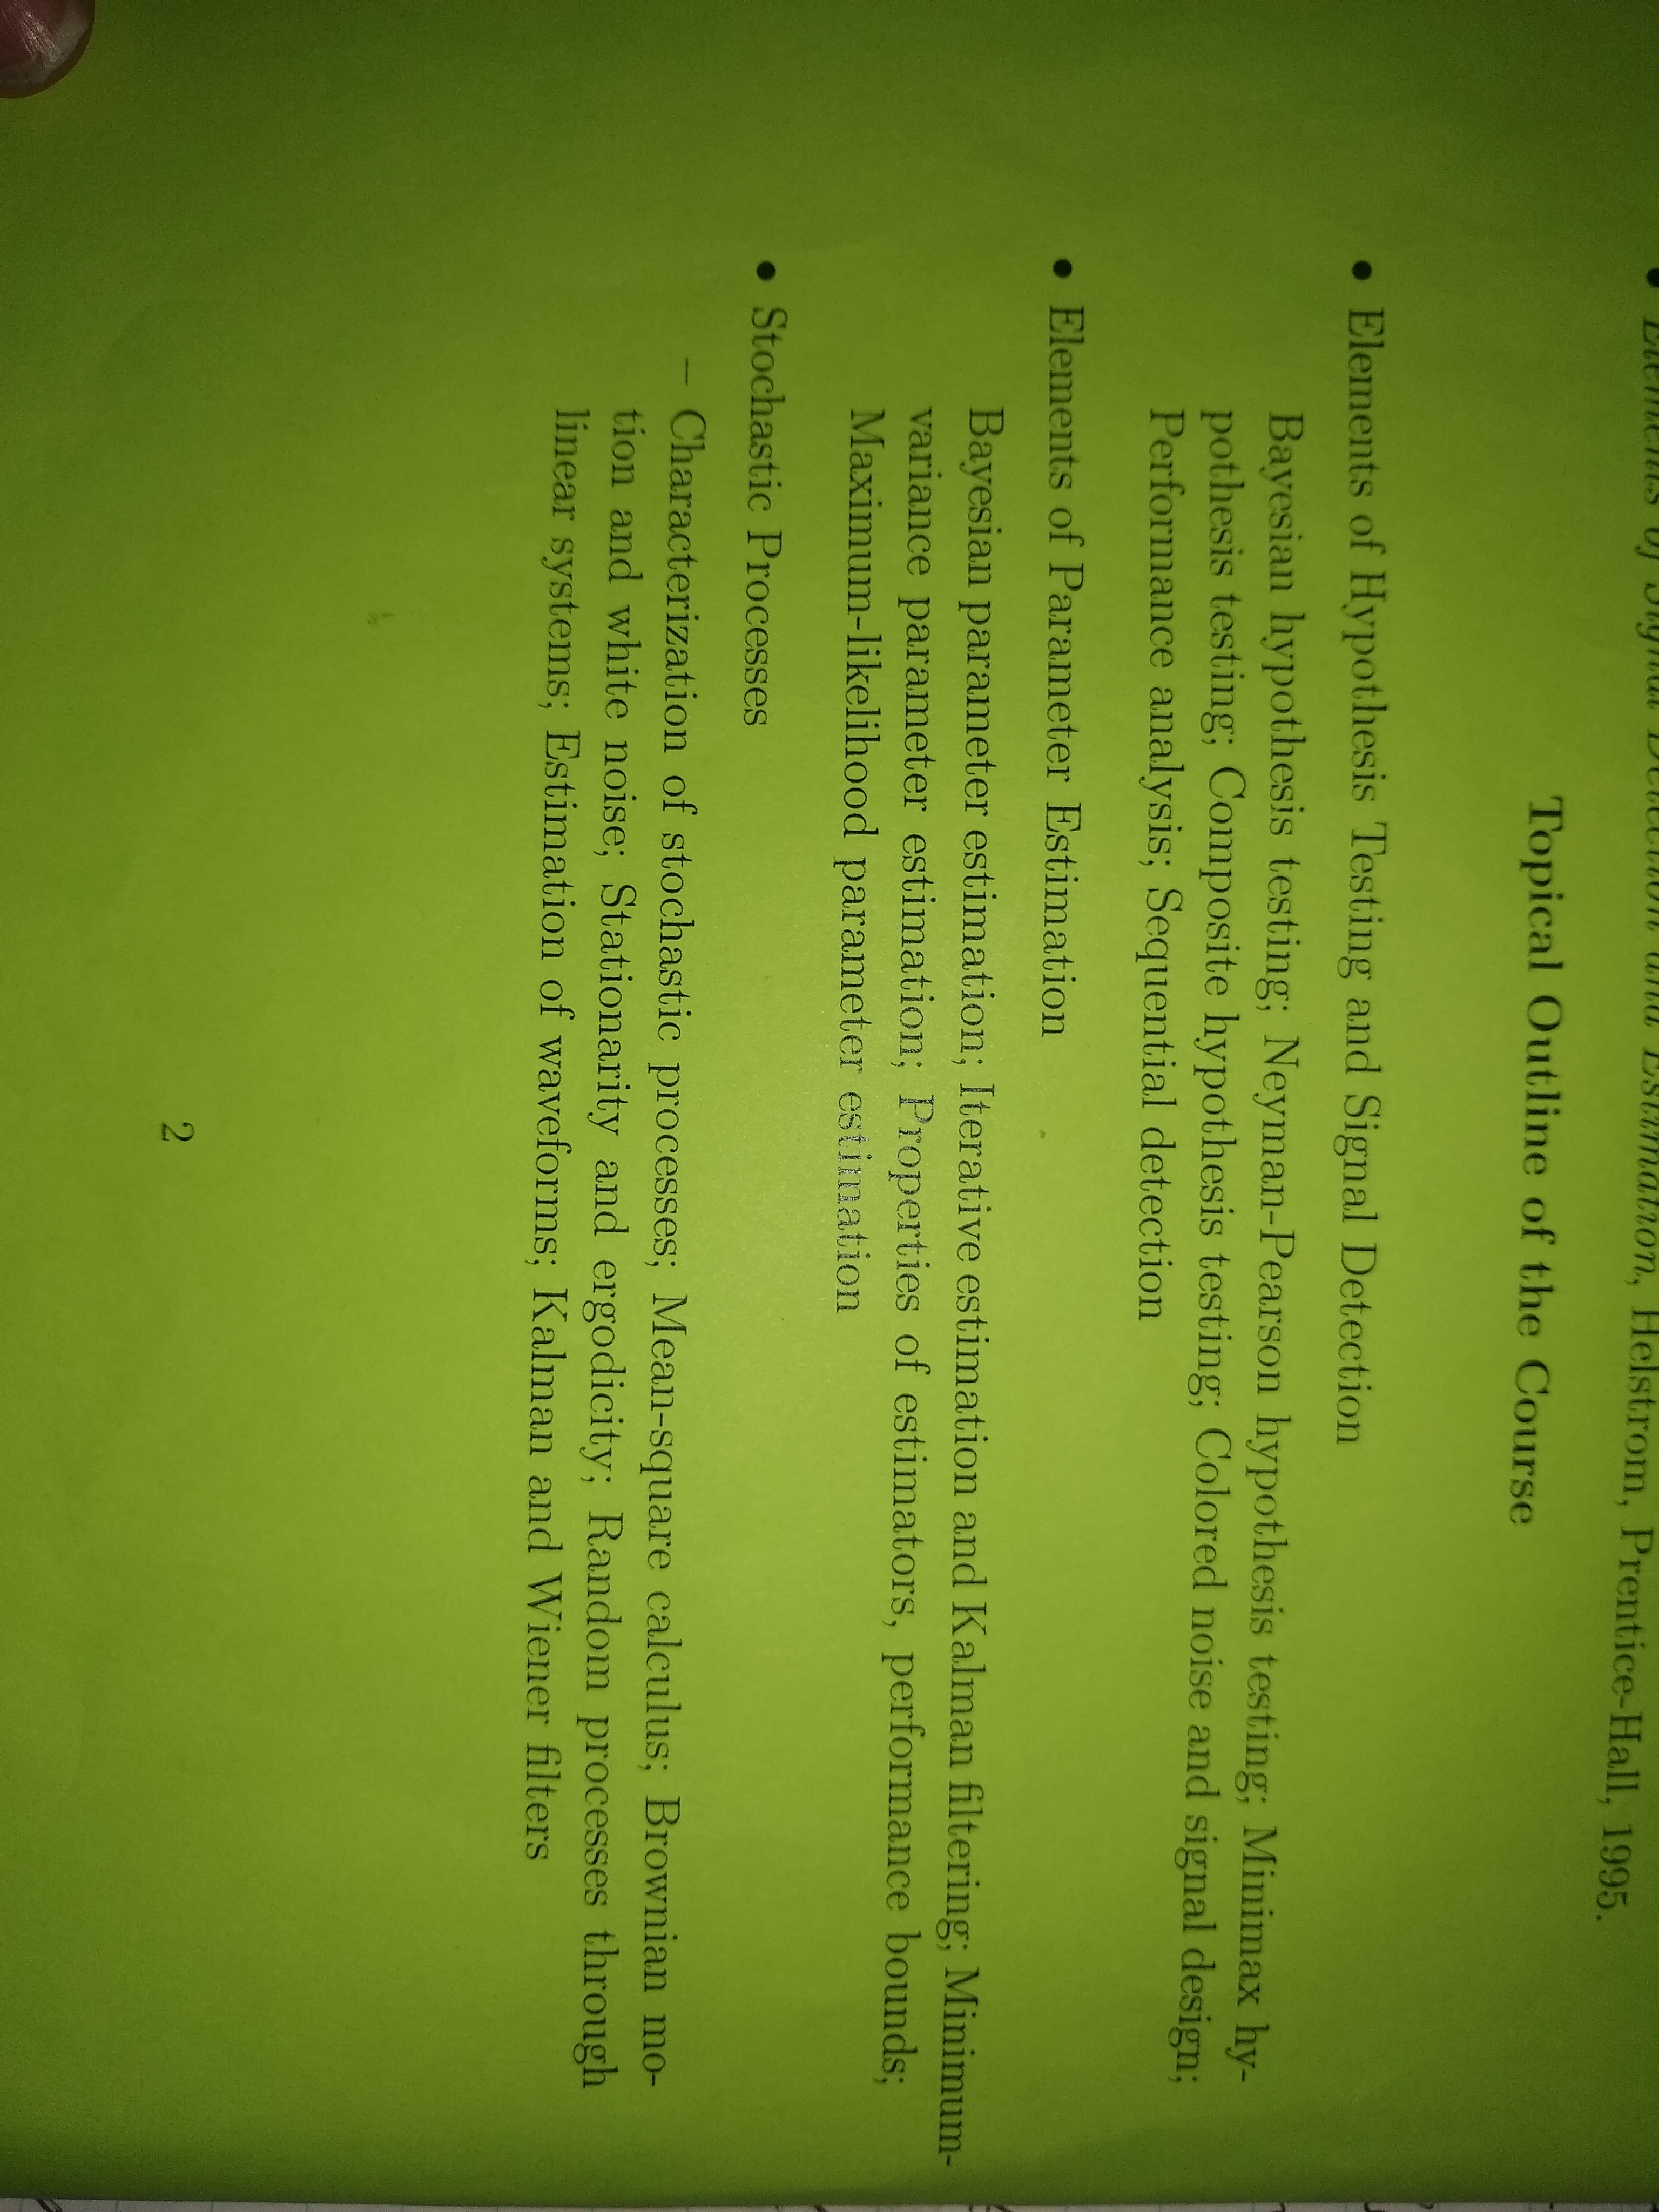 • Elements of Signal Detection and Estimation, Helstrom, Prentice-Hall, 1995.
Topical Outline of the Course
• Elements of Hypothesis Testing and Signal Detection
Bayesian hypothesis testing; Neyman-Pearson hypothesis testing; Minimax hy-
pothesis testing; Composite hypothesis testing; Colored noise and signal design;
Performance analysis; Sequential detection
• Elements of Parameter Estimation
Bayesian parameter estimation; Iterative estimation and Kalman filtering; Minimum-
variance parameter estimation; Properties of estimators, performance bounds;
Maximum-likelihood parameter estimation
• Stochastic Processes
– Characterization of stochastic processes; Mean-square calculus; Brownian mo-
tion and white noise; Stationarity and ergodicity; Random processes through
linear systems; Estimation of waveforms; Kalman and Wiener filters
2